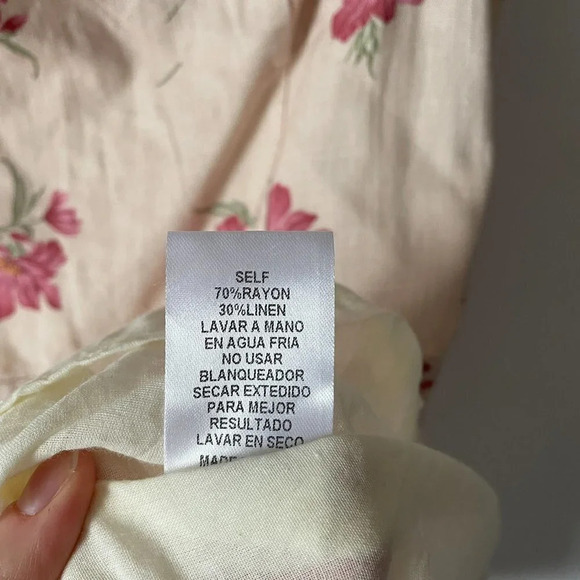 SELF
70%RAYON
30%LINEN
LAVAR A MANO
EN AGUA FRIA
NO USAR
BLANQUEADOR
SECAR EXTEDIDO
PARA MEJOR
RESULTADO
LAVAR EN SECO
MADE